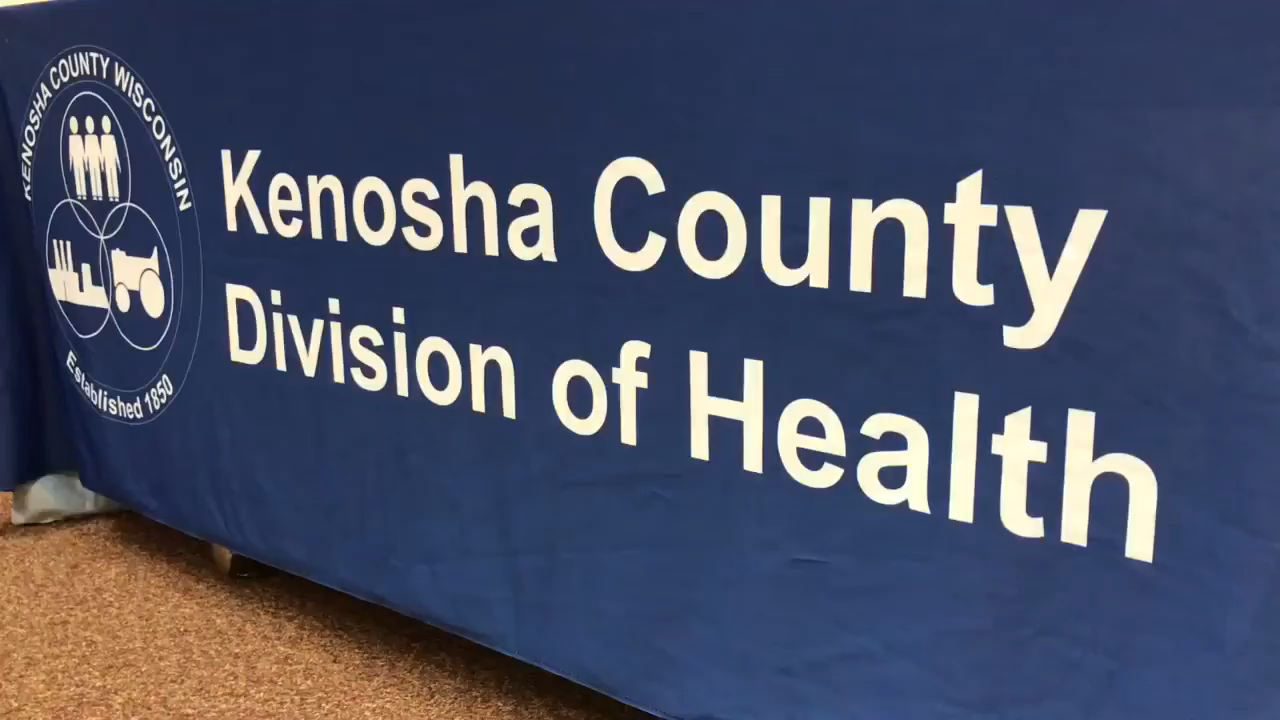 KENOSHA COUNTY WISCONSIN
Established 1850
Kenosha County
Division of Health